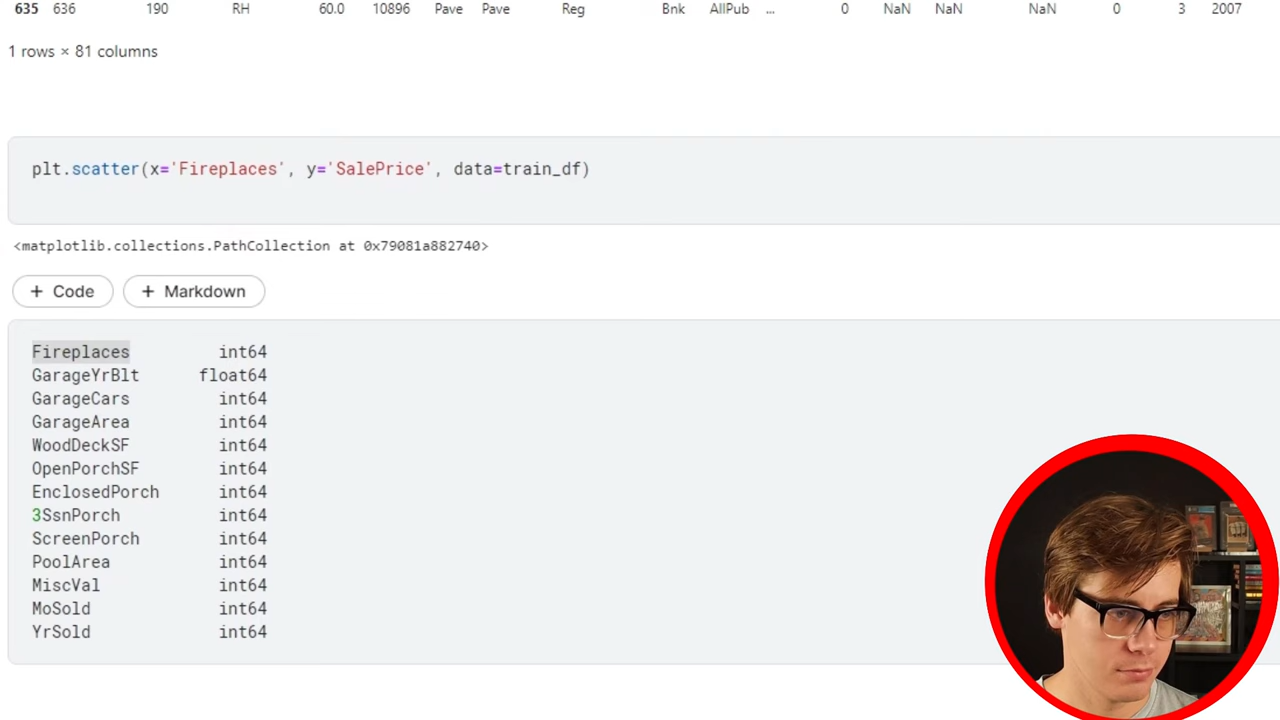 635 636 190 RH 60.0 10896 Pave Pave Reg Bnk AllPub ... 0 NaN NaN NaN 0 3 2007
1 rows × 81 columns
plt.scatter(x='Fireplaces', y='SalePrice', data=train_df)
<matplotlib.collections.PathCollection at 0x79081a882740>
+ Code + Markdown
Fireplaces int64
GarageYrBlt float64
GarageCars int64
GarageArea int64
WoodDeckSF int64
OpenPorchSF int64
EnclosedPorch int64
3SsnPorch int64
ScreenPorch int64
PoolArea int64
MiscVal int64
MoSold int64
YrSold int64